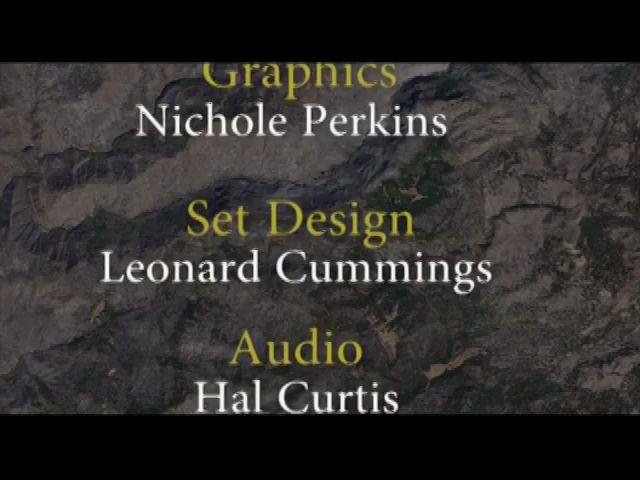 Graphics
Nichole Perkins
Set Design
Leonard Cummings
Audio
Hal Curtis